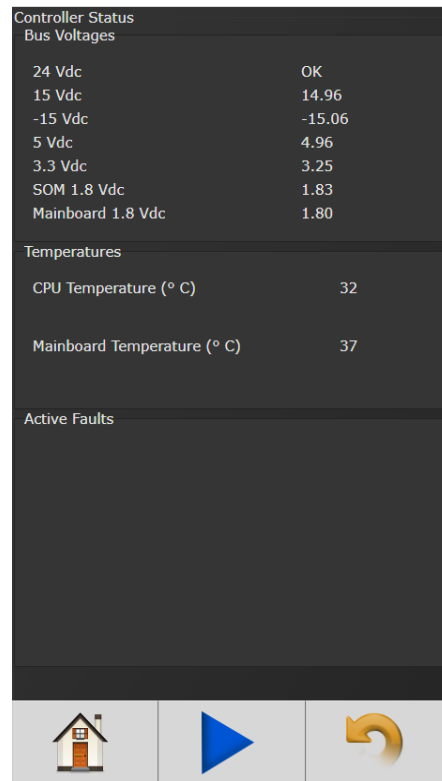 Controller Status
Bus Voltages
24 Vdc OK
15 Vdc 14.96
-15 Vdc -15.06
5 Vdc 4.96
3.3 Vdc 3.25
SOM 1.8 Vdc 1.83
Mainboard 1.8 Vdc 1.80
Temperatures
CPU Temperature (° C) 32
Mainboard Temperature (° C) 37
Active Faults